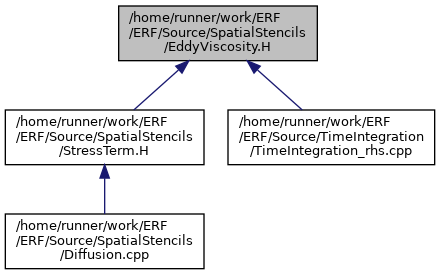 /home/runner/work/ERF
/ERF/Source/SpatialStencils
/EddyViscosity.H
/home/runner/work/ERF
/ERF/Source/SpatialStencils
/StressTerm.H
/home/runner/work/ERF
/ERF/Source/TimeIntegration
/TimeIntegration_rhs.cpp
/home/runner/work/ERF
/ERF/Source/SpatialStencils
/Diffusion.cpp